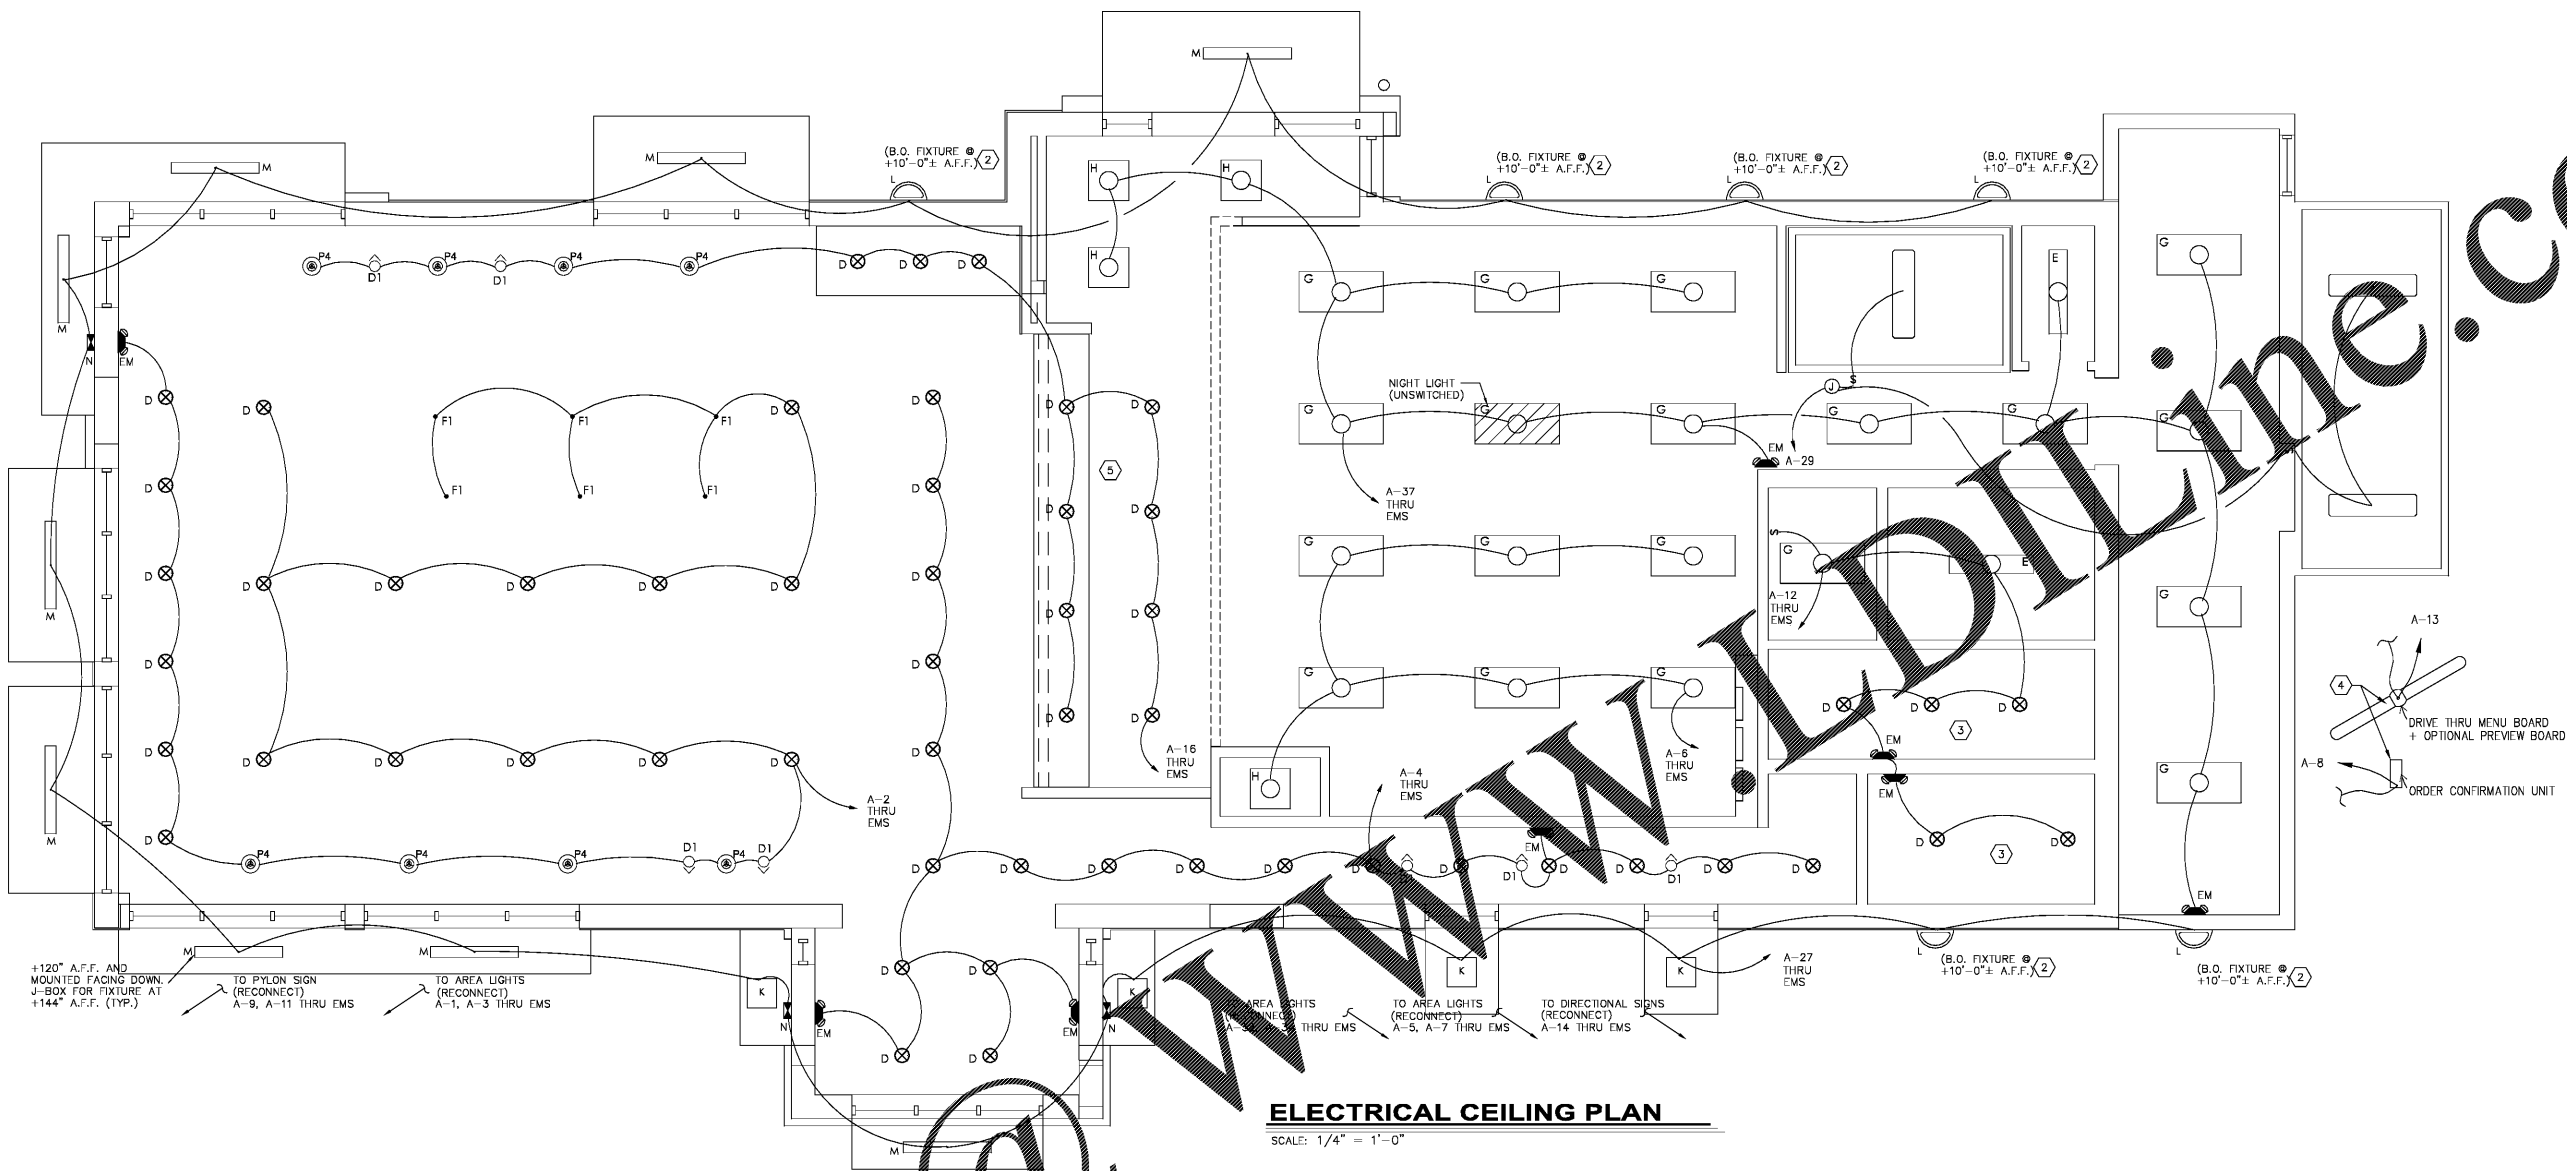 M
(B.O. FIXTURE @
+10'-0"± A.F.F.) 2
L
(B.O. FIXTURE @
+10'-0"± A.F.F.) 2
L
(B.O. FIXTURE @
+10'-0"± A.F.F.) 2
L
(B.O. FIXTURE @
+10'-0"± A.F.F.) 2
L
M
M
H
H
H
P4
D1
P4
D1
P4
P4
D
D
D
G
G
G
E
G
M
N
EM
D
D
F1
F1
F1
D
D
D
D
NIGHT LIGHT
(UNSWITCHED)
G
G
G
J
$
G
G
G
EM
A-29
D
F1
F1
F1
D
5
A-37
THRU
EMS
D
D
M
D
D
D
D
D
D
D
G
G
G
$
G
E
A-12
THRU
EMS
G
D
D
D
D
D
D
G
G
G
D
D
D
3
A-13
4
DRIVE THRU MENU BOARD
+ OPTIONAL PREVIEW BOARD
A-8
ORDER CONFIRMATION UNIT
M
D
D
D
D
D
D
D
A-2
THRU
EMS
A-16
THRU
EMS
H
A-4
THRU
EMS
A-6
THRU
EMS
EM
EM
G
D
P4
P4
P4
D1
P4
D1
D
D
D
D
D
D
D1
EM
D1
D
D
D1
D
D
D
D
3
EM
M
M
+120" A.F.F. AND
MOUNTED FACING DOWN.
J-BOX FOR FIXTURE AT
+144" A.F.F. (TYP.)
TO PYLON SIGN
(RECONNECT)
A-9, A-11 THRU EMS
TO AREA LIGHTS
(RECONNECT)
A-1, A-3 THRU EMS
K
N
EM
D
D
D
D
EM
N
K
K
K
A-27
THRU
EMS
L
(B.O. FIXTURE @
+10'-0"± A.F.F.) 2
L
(B.O. FIXTURE @
+10'-0"± A.F.F.) 2
AREA
THRU EMS
TO AREA LIGHTS
(RECONNECT)
A-5, A-7 THRU EMS
TO DIRECTIONAL SIGNS
(RECONNECT)
A-14 THRU EMS
M
ELECTRICAL CEILING PLAN
SCALE: 1/4" = 1'-0"
@ www.LDILine.co